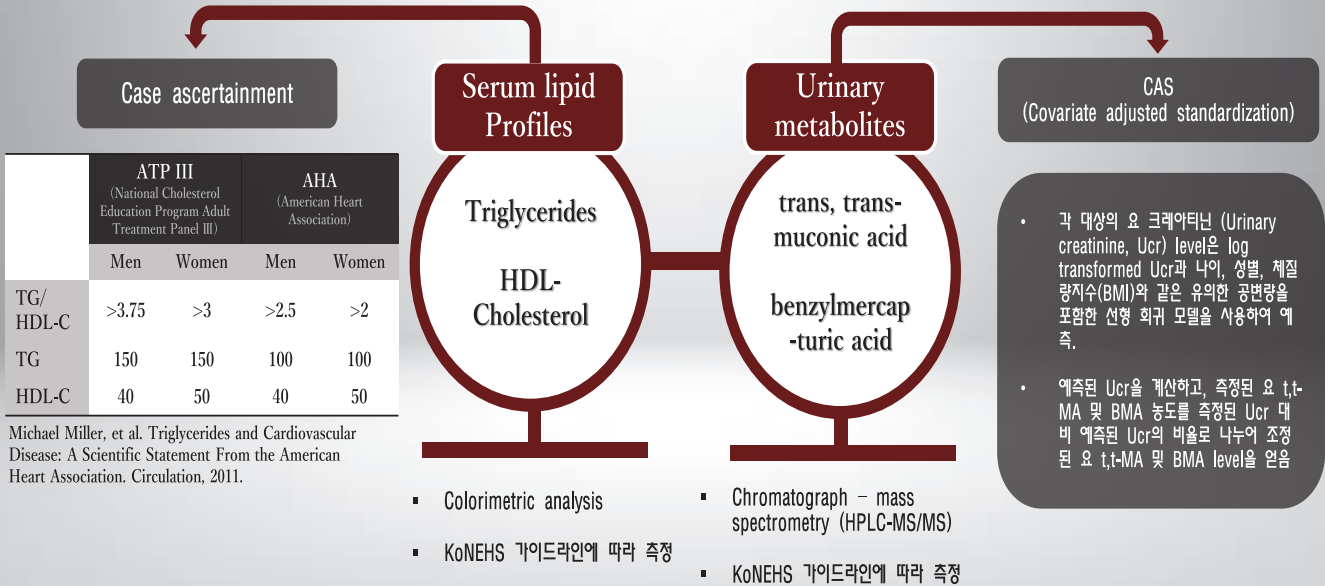 Case ascertainment
ATP III
(National Cholesterol
Education Program Adult
Treatment Panel Ⅲ)
AHA
(American Heart
Association)
Men Women Men Women
TG/
HDL-C
>3.75 >3 >2.5 >2
TG 150 150 100 100
HDL-C 40 50 40 50
Michael Miller, et al. Triglycerides and Cardiovascular
Disease: A Scientific Statement From the American
Heart Association. Circulation, 2011.
Serum lipid
Profiles
Triglycerides
HDL-
Cholesterol
▪ Colorimetric analysis
▪ KoNEHS 가이드라인에 따라 측정
Urinary
metabolites
trans, trans-
muconic acid
benzylmercap
-turic acid
▪ Chromatograph – mass
spectrometry (HPLC-MS/MS)
▪ KoNEHS 가이드라인에 따라 측정
CAS
(Covariate adjusted standardization)
• 각 대상의 요 크레아티닌 (Urinary
creatinine, Ucr) level은 log
transformed Ucr과 나이, 성별, 체질
량지수(BMI)와 같은 유의한 공변량을
포함한 선형 회귀 모델을 사용하여 예
측.
• 예측된 Ucr을 계산하고, 측정된 요 t,t-
MA 및 BMA 농도를 측정된 Ucr 대
비 예측된 Ucr의 비율로 나누어 조정
된 요 t,t-MA 및 BMA level을 얻음